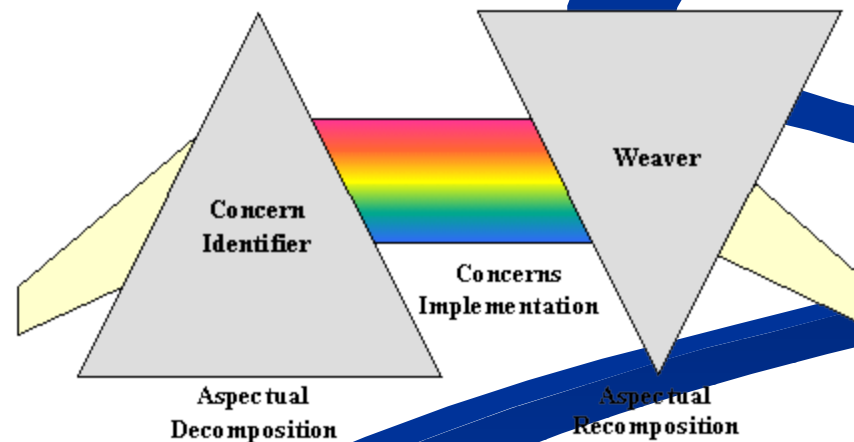 Concern
Identifier
Weaver
Concerns
Implementation
Aspectual
Decomposition
Aspectual
Recomposition